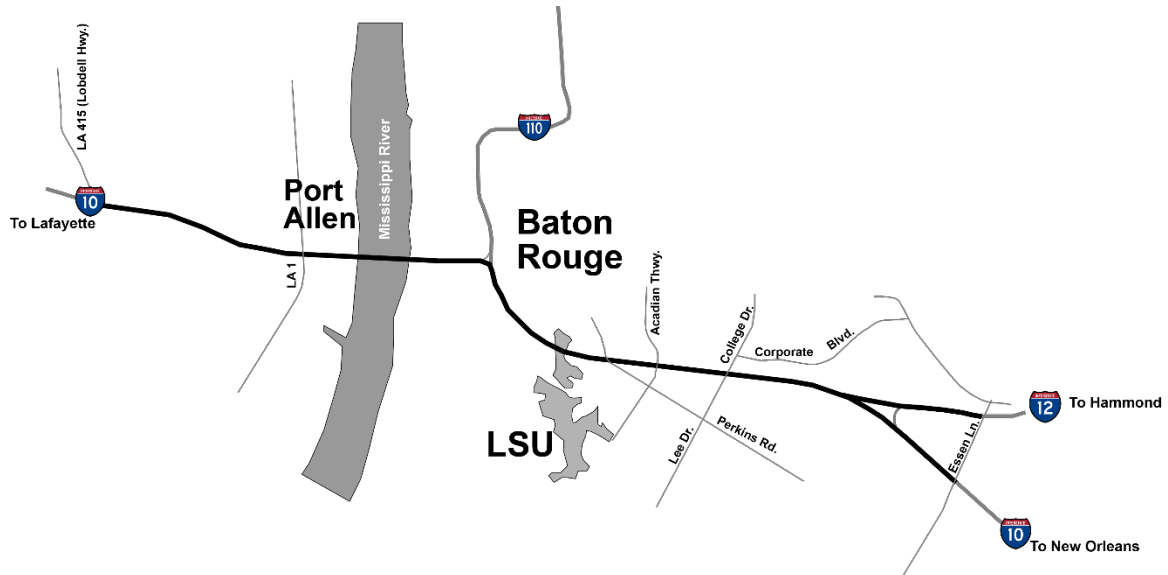 LA 415 (Lobdell Hwy.)
10
To Lafayette
Port
Allen
LA 1
Mississippi River
110
Baton
Rouge
LSU
Acadian Thwy.
College Dr.
Corporate
Blvd.
Lee Dr.
Perkins Rd.
Essen Ln.
12
To Hammond
10
To New Orleans